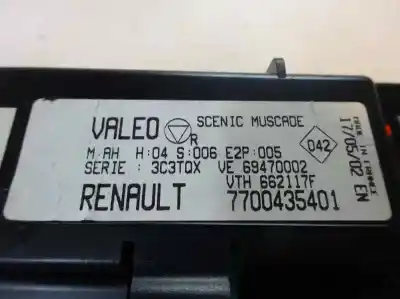 VALEO R SCENIC MUSCADE
M.AH H:04 S:006 E2P:005
SERIE : 3C3TQX VE 69470002
VTH 662117F
RENAULT 7700435401
042
MADE IN FRANCE
17/05/02 EN